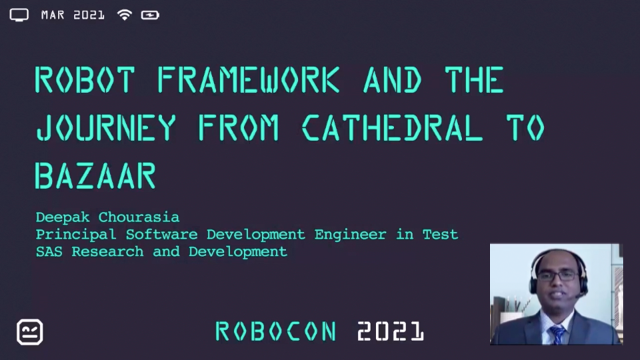 MAR 2021
ROBOT FRAMEWORK AND THE
JOURNEY FROM CATHEDRAL TO
BAZAAR
Deepak Chourasia
Principal Software Development Engineer in Test
SAS Research and Development
ROBOCON 2021